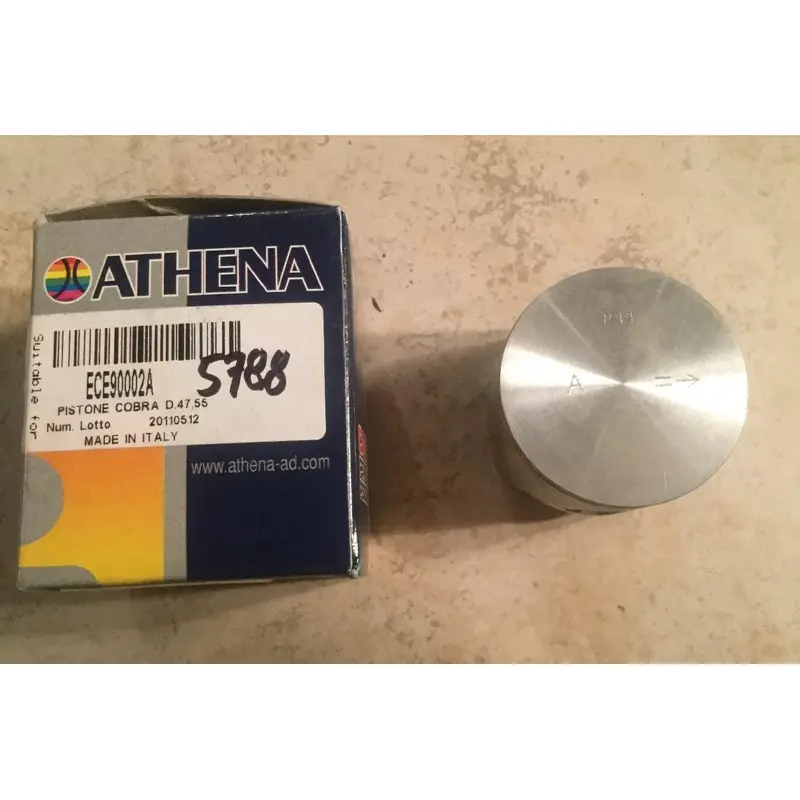 ATHENA
Suitable for
ECE90002A
5788
PISTONE COBRA D.47,55
Num. Lotto 20110512
MADE IN ITALY
www.athena-ad.com
A